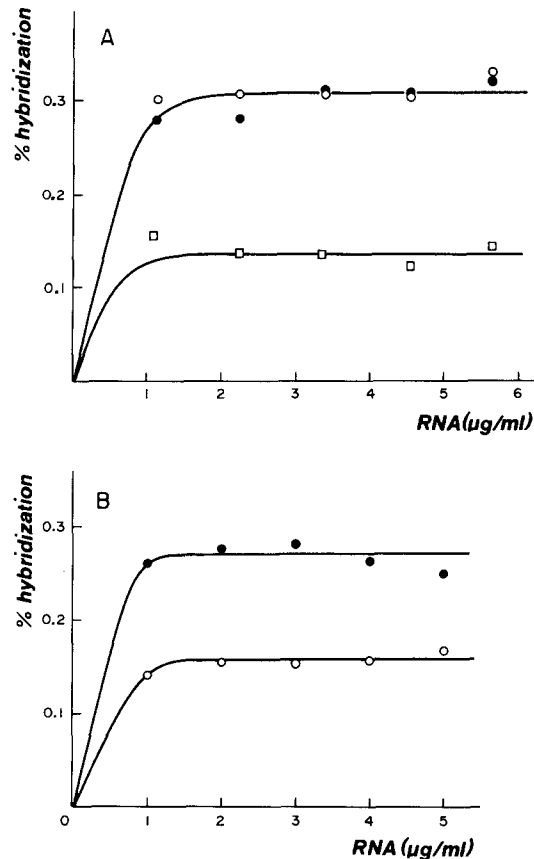 A
% hybridization
0.3
0.2
0.1
1 2 3 4 5 6
RNA(µg/ml)
B
% hybridization
0.3
0.2
0.1
0 1 2 3 4 5
RNA(µg/ml)